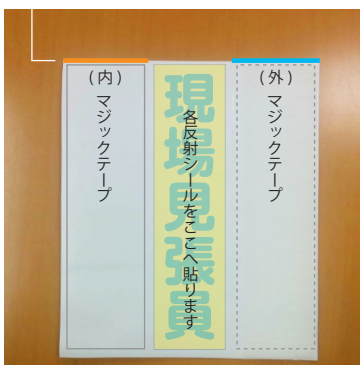 (外)
マジックテープ
現場見張員
各反射シールをここへ貼ります
(内)
マジックテープ